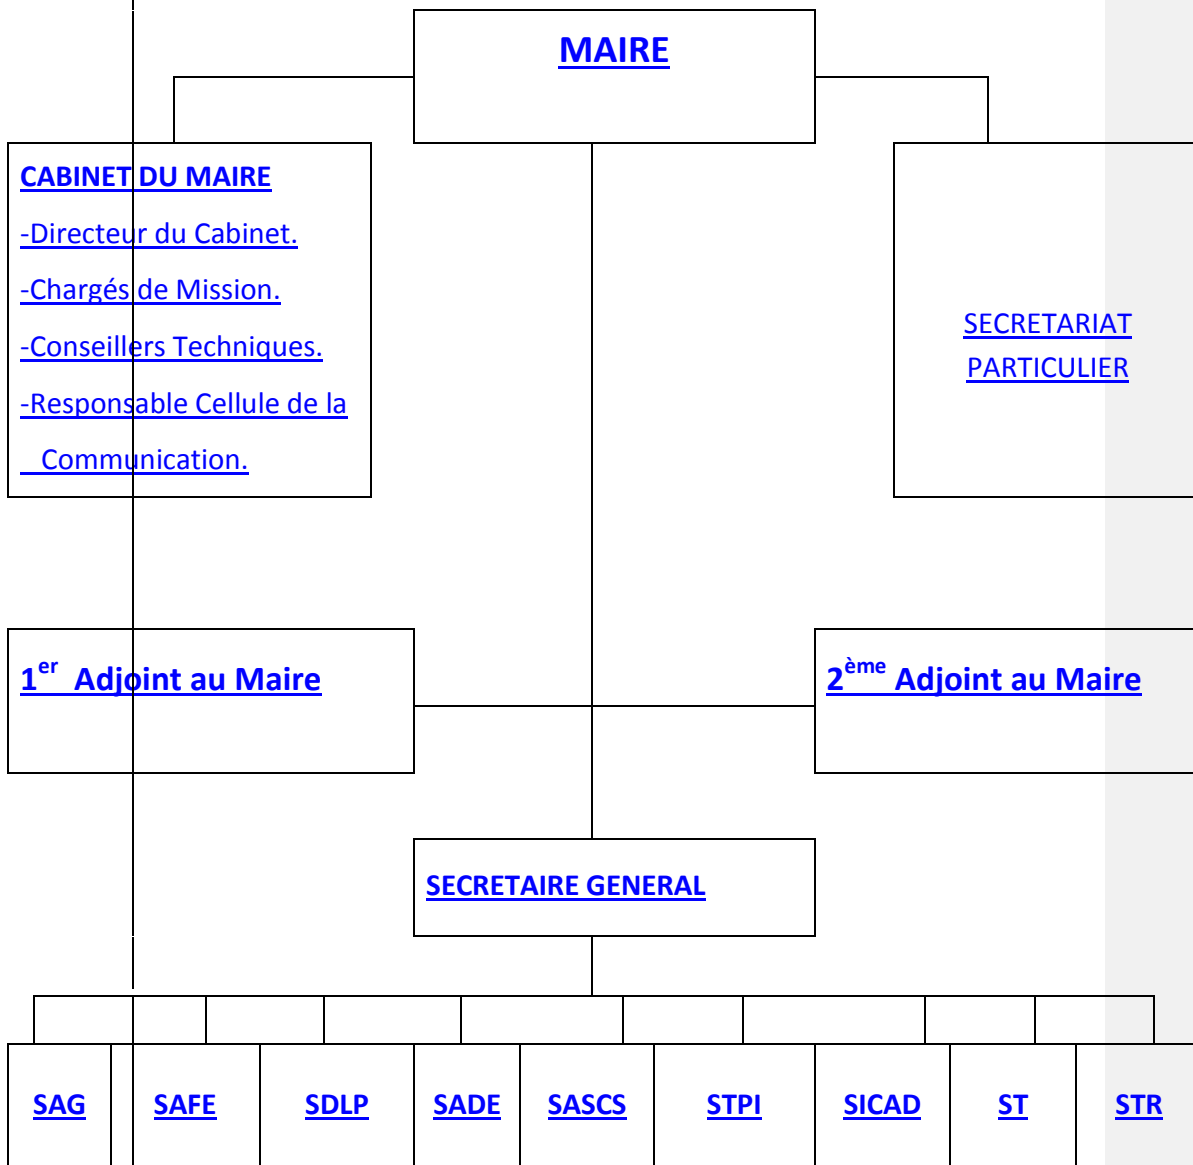 MAIRE
CABINET DU MAIRE
-Directeur du Cabinet.
-Chargés de Mission.
-Conseillers Techniques.
-Responsable Cellule de la
Communication.
SECRETARIAT
PARTICULIER
1er Adjoint au Maire
2ème Adjoint au Maire
SECRETAIRE GENERAL
SAG SAFE SDLP SADE SASCS STPI SICAD ST STR